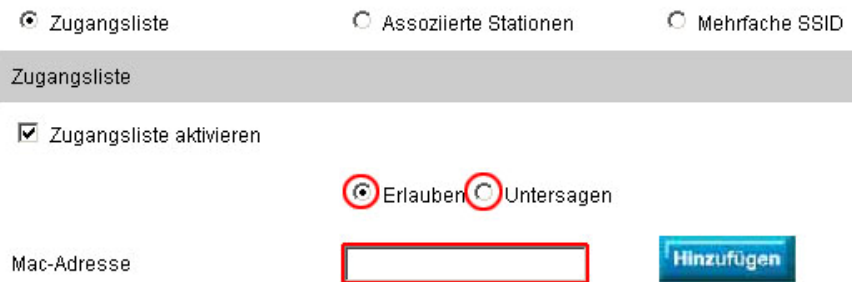 Zugangsliste Assoziierte Stationen Mehrfache SSID
Zugangsliste
Zugangsliste aktivieren
Erlauben Untersagen
Mac-Adresse Hinzufügen